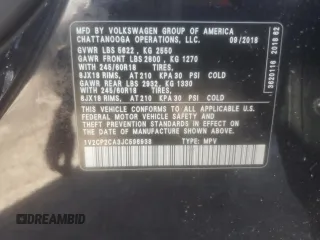 MFD. BY VOLKSWAGEN GROUP OF AMERICA
CHATTANOOGA OPERATIONS, LLC. 09/2018
GVWR LBS 5622 , KG 2550
GAWR FRONT LBS 2800 , KG 1270
WITH 245/60R18 TIRES,
8JX18 RIMS, AT 210 KPA 30 PSI COLD
GAWR REAR LBS 2932, KG 1330
WITH 245/60R18 TIRES,
8JX18 RIMS, AT 210 KPA 30 PSI COLD
THIS VEHICLE CONFORMS TO ALL APPLICABLE
FEDERAL MOTOR VEHICLE SAFETY AND
THEFT PREVENTION STANDARDS IN EFFECT ON
THE DATE OF MANUFACTURE SHOWN ABOVE.
TYPE: MPV
DIEBARBID.COM